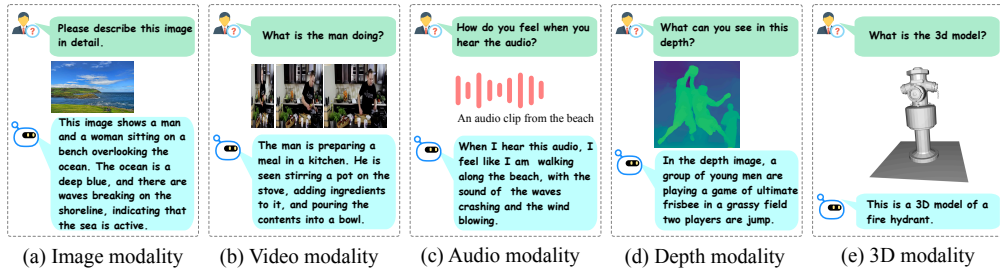 Please describe this image
in detail.
This image shows a man
and a woman sitting on a
bench overlooking the
ocean. The ocean is a
deep blue, and there are
waves breaking on the
shoreline, indicating that
the sea is active.
(a) Image modality
What is the man doing?
The man is preparing a
meal in a kitchen. He is
seen stirring a pot on the
stove, adding ingredients
to it, and pouring the
contents into a bowl.
(b) Video modality
How do you feel when you
hear the audio?
An audio clip from the beach
When I hear this audio, I
feel like I am walking
along the beach, with the
sound of the waves
crashing and the wind
blowing.
(c) Audio modality
What can you see in this
depth?
In the depth image, a
group of young men are
playing a game of ultimate
frisbee in a grassy field
two players are jump.
(d) Depth modality
What is the 3d model?
This is a 3D model of a
fire hydrant.
(e) 3D modality